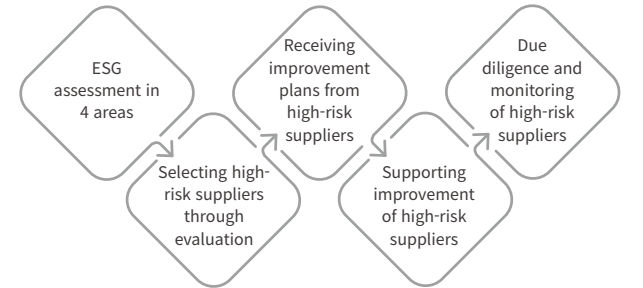 ESG
assessment in
4 areas
Selecting high-
risk suppliers
through
evaluation
Receiving
improvement
plans from
high-risk
suppliers
Supporting
improvement
of high-risk
suppliers
Due
diligence and
monitoring
of high-risk
suppliers